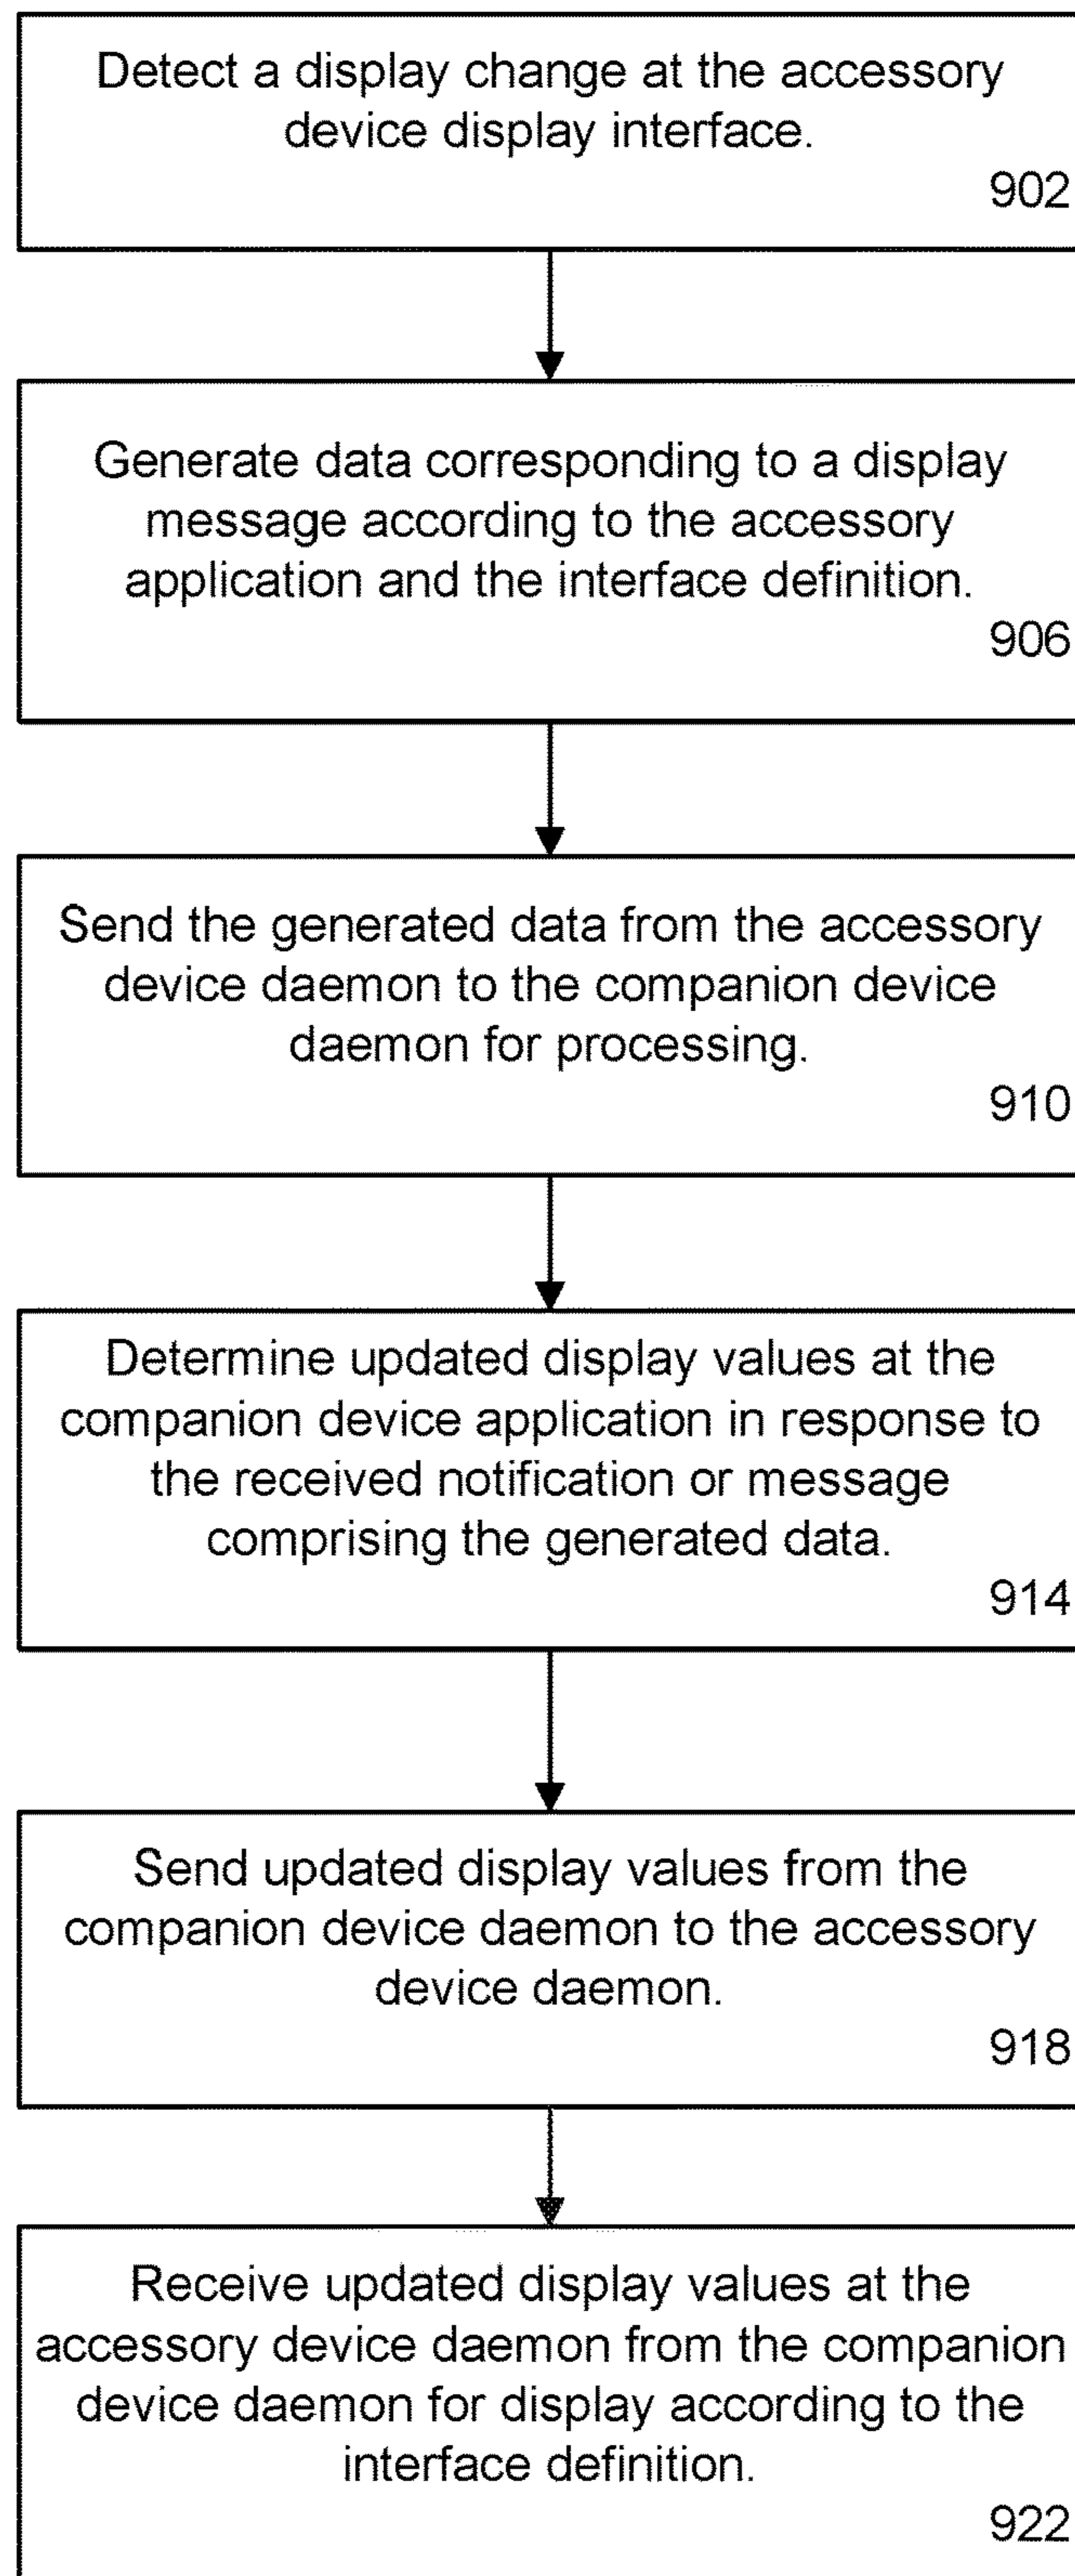 Detect a display change at the accessory
device display interface.
902
Generate data corresponding to a display
message according to the accessory
application and the interface definition.
906
Send the generated data from the accessory
device daemon to the companion device
daemon for processing.
910
Determine updated display values at the
companion device application in response to
the received notification or message
comprising the generated data.
914
Send updated display values from the
companion device daemon to the accessory
device daemon.
918
Receive updated display values at the
accessory device daemon from the companion
device daemon for display according to the
interface definition.
922